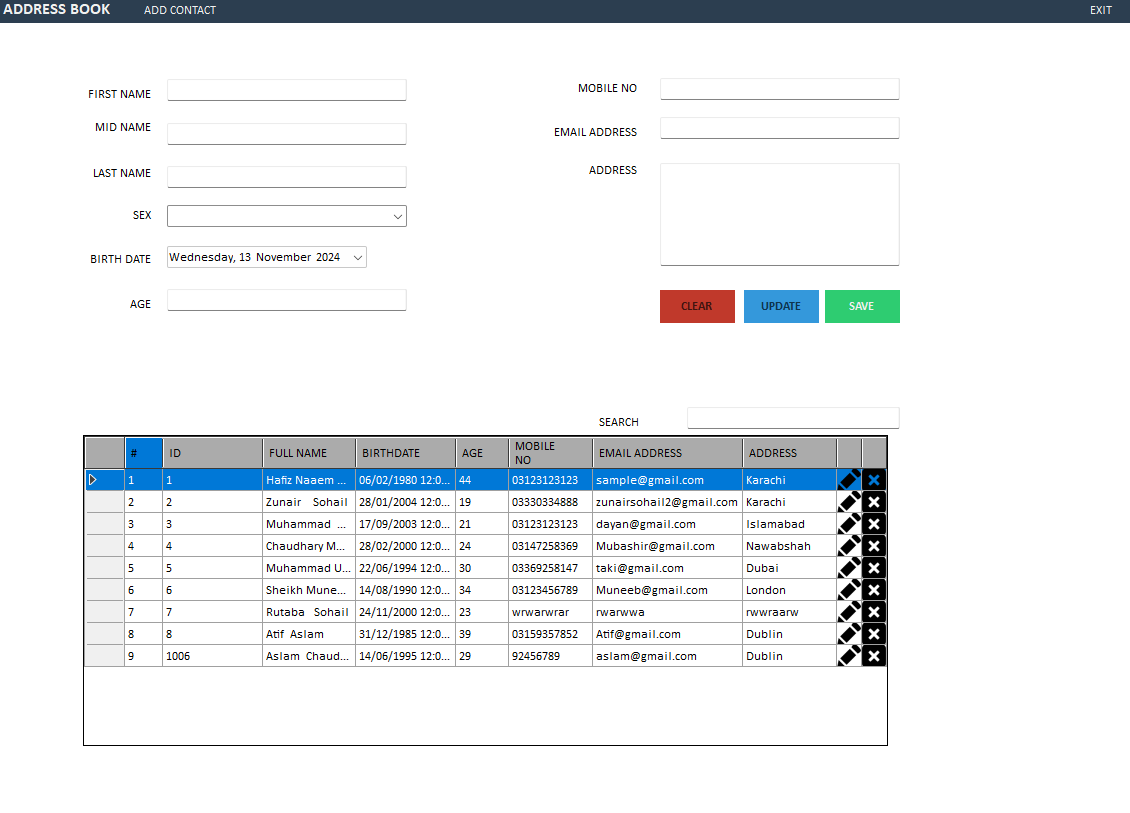 ADDRESS BOOK ADD CONTACT EXIT
FIRST NAME
MID NAME
LAST NAME
SEX
BIRTH DATE Wednesday, 13 November 2024
AGE
MOBILE NO
EMAIL ADDRESS
ADDRESS
CLEAR UPDATE SAVE
SEARCH
# ID FULL NAME BIRTHDATE AGE MOBILE NO EMAIL ADDRESS ADDRESS
1 1 Hafiz Naaem ... 06/02/1980 12:0... 44 03123123123 sample@gmail.com Karachi
2 2 Zunair Sohail 28/01/2004 12:0... 19 03330334888 zunairsohail2@gmail.com Karachi
3 3 Muhammad ... 17/09/2003 12:0... 21 03123123123 dayan@gmail.com Islamabad
4 4 Chaudhary M... 28/02/2000 12:0... 24 03147258369 Mubashir@gmail.com Nawabshah
5 5 Muhammad U... 22/06/1994 12:0... 30 03369258147 taki@gmail.com Dubai
6 6 Sheikh Mune... 14/08/1990 12:0... 34 03123456789 Muneeb@gmail.com London
7 7 Rutaba Sohail 24/11/2000 12:0... 23 wrwarwrar rwarwwa rwwraarw
8 8 Atif Aslam 31/12/1985 12:0... 39 03159357852 Atif@gmail.com Dublin
9 1006 Aslam Chaud... 14/06/1995 12:0... 29 92456789 aslam@gmail.com Dublin